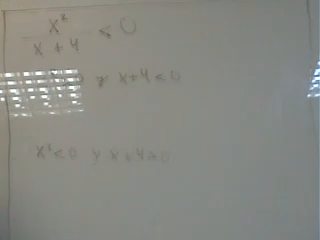 x²
x + 4 ≤ 0
y x+4 ≤ 0
x² < 0 y x+4 > 0